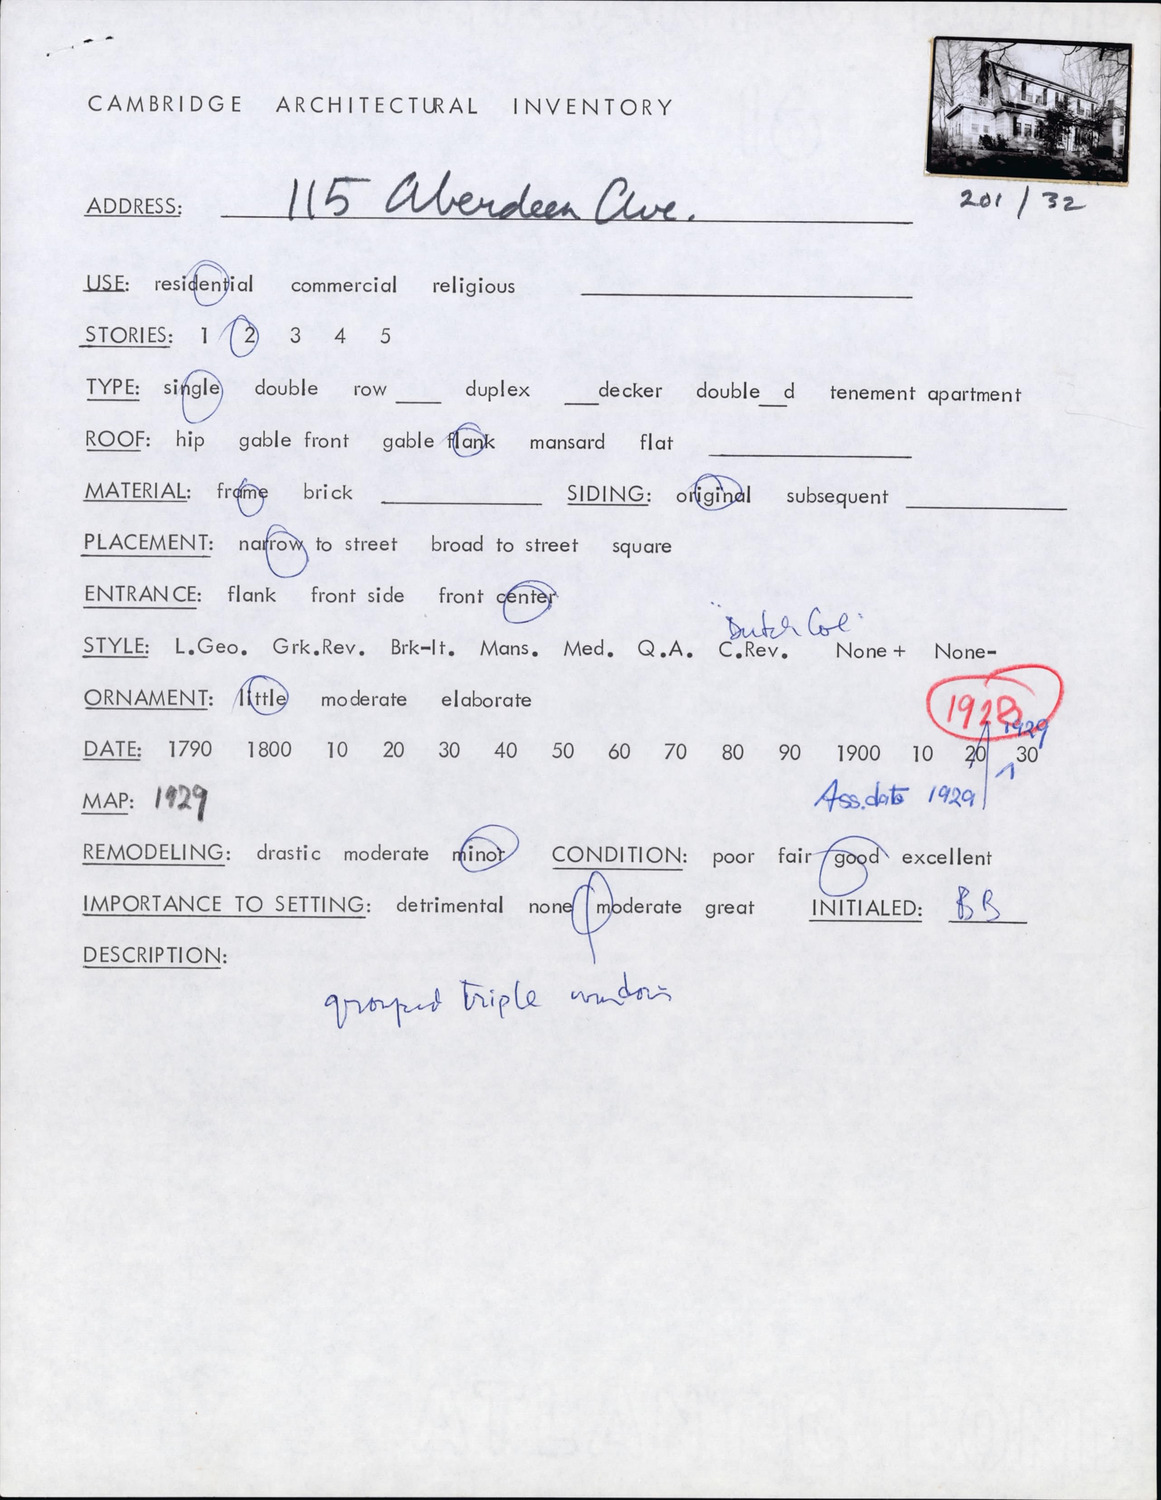 CAMBRIDGE ARCHITECTURAL INVENTORY
ADDRESS: 115 Aberdeen Ave.
201 / 32
USE: residential commercial religious
STORIES: 1 2 3 4 5
TYPE: single double row ___ duplex ___decker double__d tenement apartment
ROOF: hip gable front gable flank mansard flat
MATERIAL: frame brick SIDING: original subsequent
PLACEMENT: narrow to street broad to street square
ENTRANCE: flank front side front center
"Dutch Col"
STYLE: L.Geo. Grk.Rev. Brk-It. Mans. Med. Q.A. C.Rev. None + None-
ORNAMENT: little moderate elaborate
1928
1929
DATE: 1790 1800 10 20 30 40 50 60 70 80 90 1900 10 20 30
MAP: 1929
Ass. date 1929
REMODELING: drastic moderate minor CONDITION: poor fair good excellent
IMPORTANCE TO SETTING: detrimental none moderate great INITIALED: BB
DESCRIPTION:
grouped triple windows